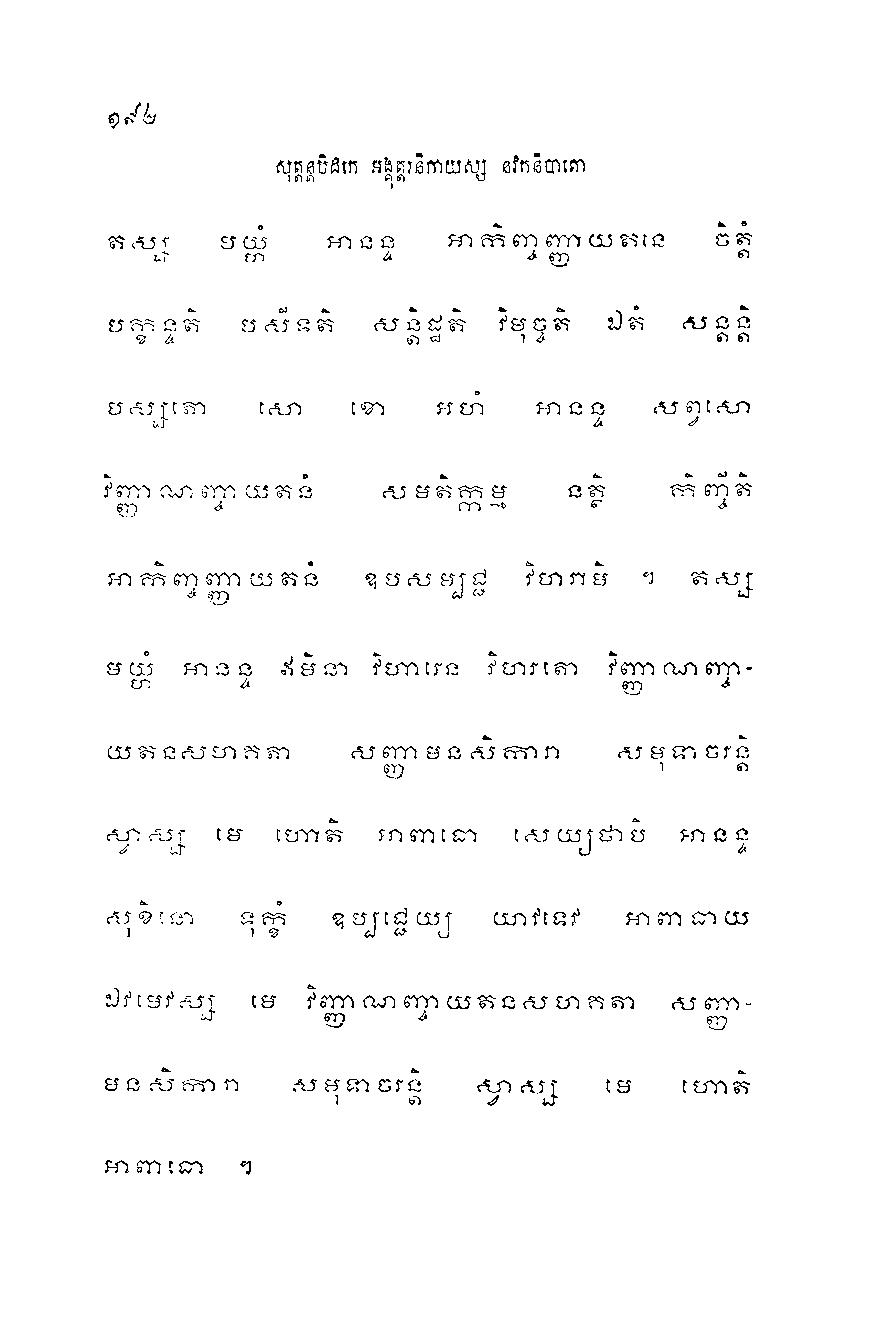 ១៩៤
សុត្តន្តបិដកេ អង្គុត្តរនិកាយស្ស នវកនិបាតោ
តស្ស មយ្ហំ អានន្ទ អាកិញ្ចញ្ញាយតនេ ចិត្តំ
បក្ខន្ទតិ បសីទតិ សន្តិដ្ឋតិ វិមុច្ចតិ ឯតំ សន្តន្តិ
បស្សតោ សោ ខោ អហំ អានន្ទ សព្វសោ
វិញ្ញាណញ្ចាយតនំ សមតិក្កម្ម នត្ថិ កិញ្ចីតិ
អាកិញ្ចញ្ញាយតនំ ឧបសម្បជ្ជ វិហរាមិ ។ តស្ស
មយ្ហំ អានន្ទ ឥមិនា វិហារេន វិហរតោ វិញ្ញាណញ្ចា-
យតនសហគតា សញ្ញាមនសិការា សមុទាចរន្តិ
ស្វាស្ស មេ ហោតិ អាពាធោ សេយ្យថាបិ អានន្ទ
សុខិនោ ទុក្ខំ ឧប្បជ្ជេយ្យ យាវទេវ អាពាធាយ
ឯវមេវស្ស មេ វិញ្ញាណញ្ចាយតនសហគតា សញ្ញា-
មនសិការា សមុទាចរន្តិ ស្វាស្ស មេ ហោតិ
អាពាធោ ។